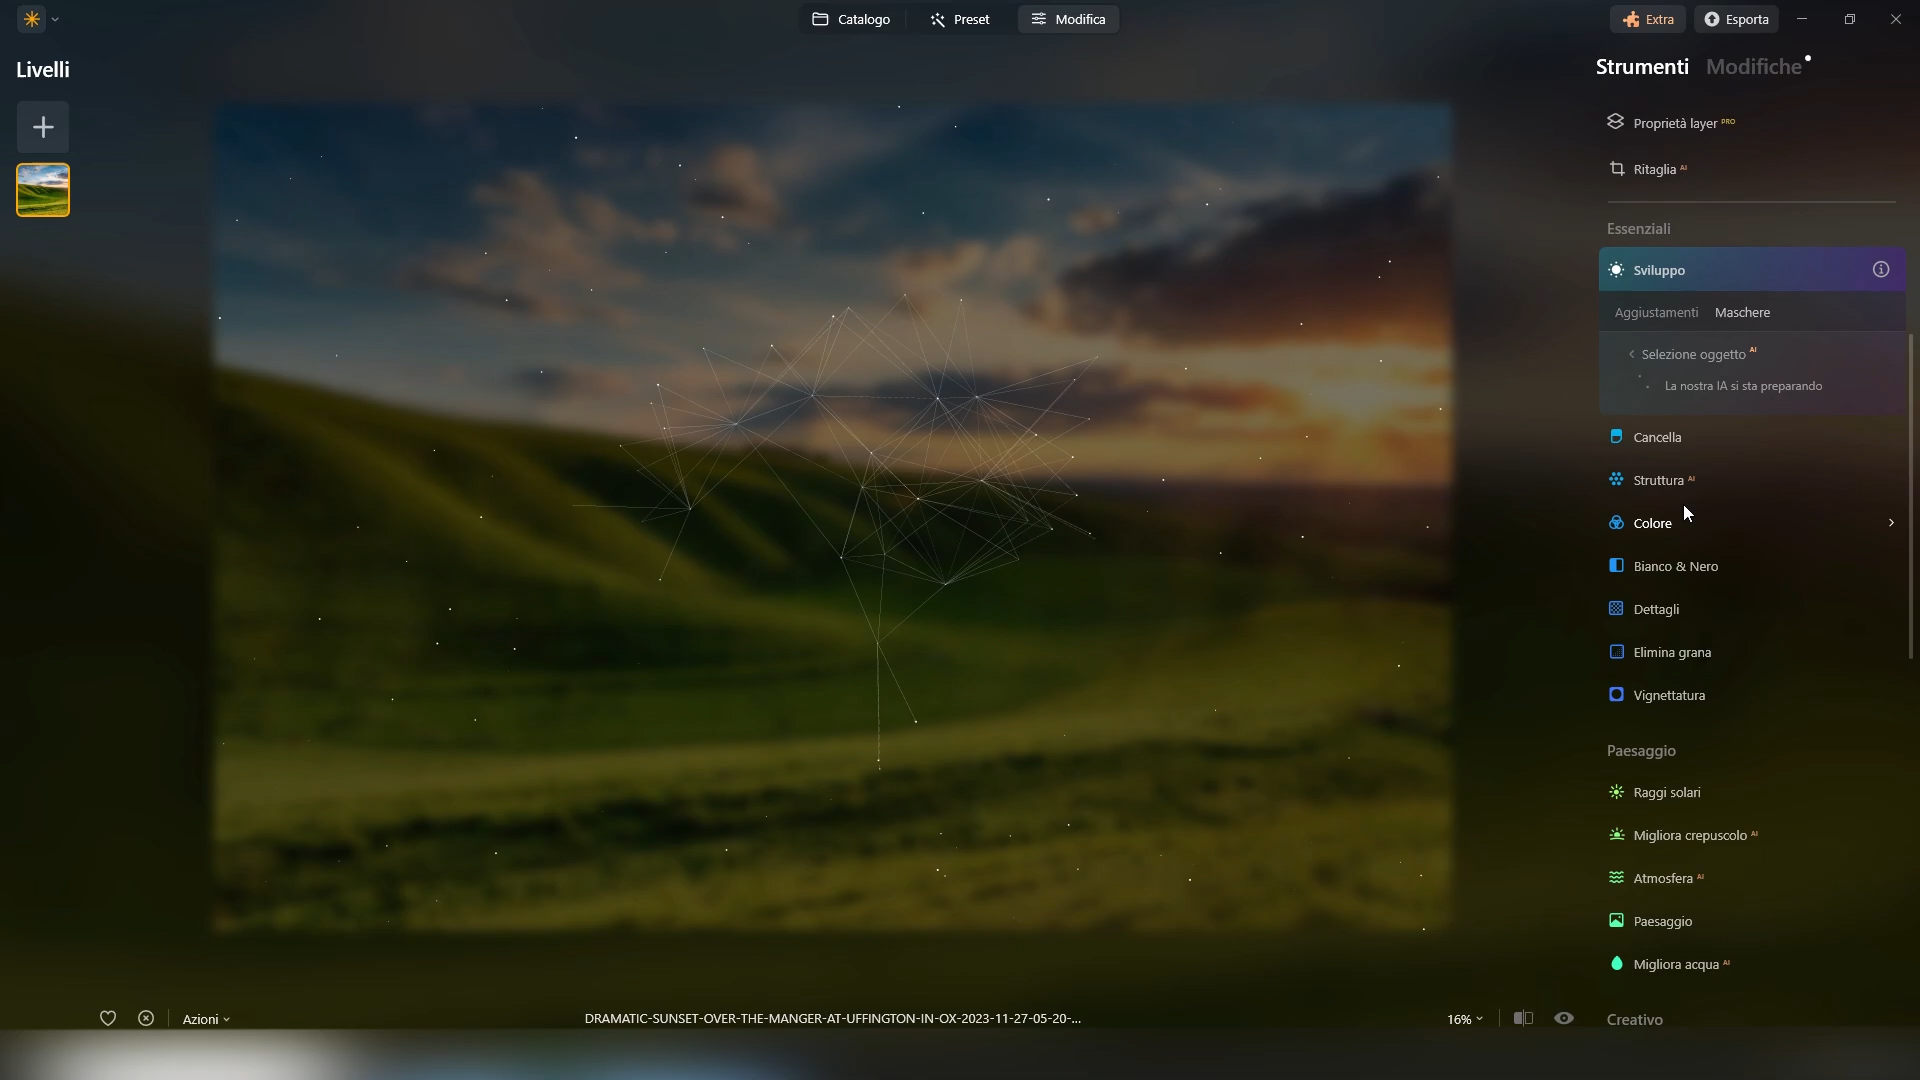 Catalogo
Preset
Modifica
Extra
Esporta
Livelli
Strumenti Modifiche
Proprietà layer PRO
Ritaglia AI
Essenziali
Sviluppo
Aggiustamenti Maschere
Selezione oggetto AI
La nostra IA si sta preparando
Cancella
Struttura AI
Colore
Bianco & Nero
Dettagli
Elimina grana
Vignettatura
Paesaggio
Raggi solari
Migliora crepuscolo AI
Atmosfera AI
Paesaggio
Migliora acqua AI
Creativo
Azioni
DRAMATIC-SUNSET-OVER-THE-MANGER-AT-UFFINGTON-IN-OX-2023-11-27-05-20-...
16%